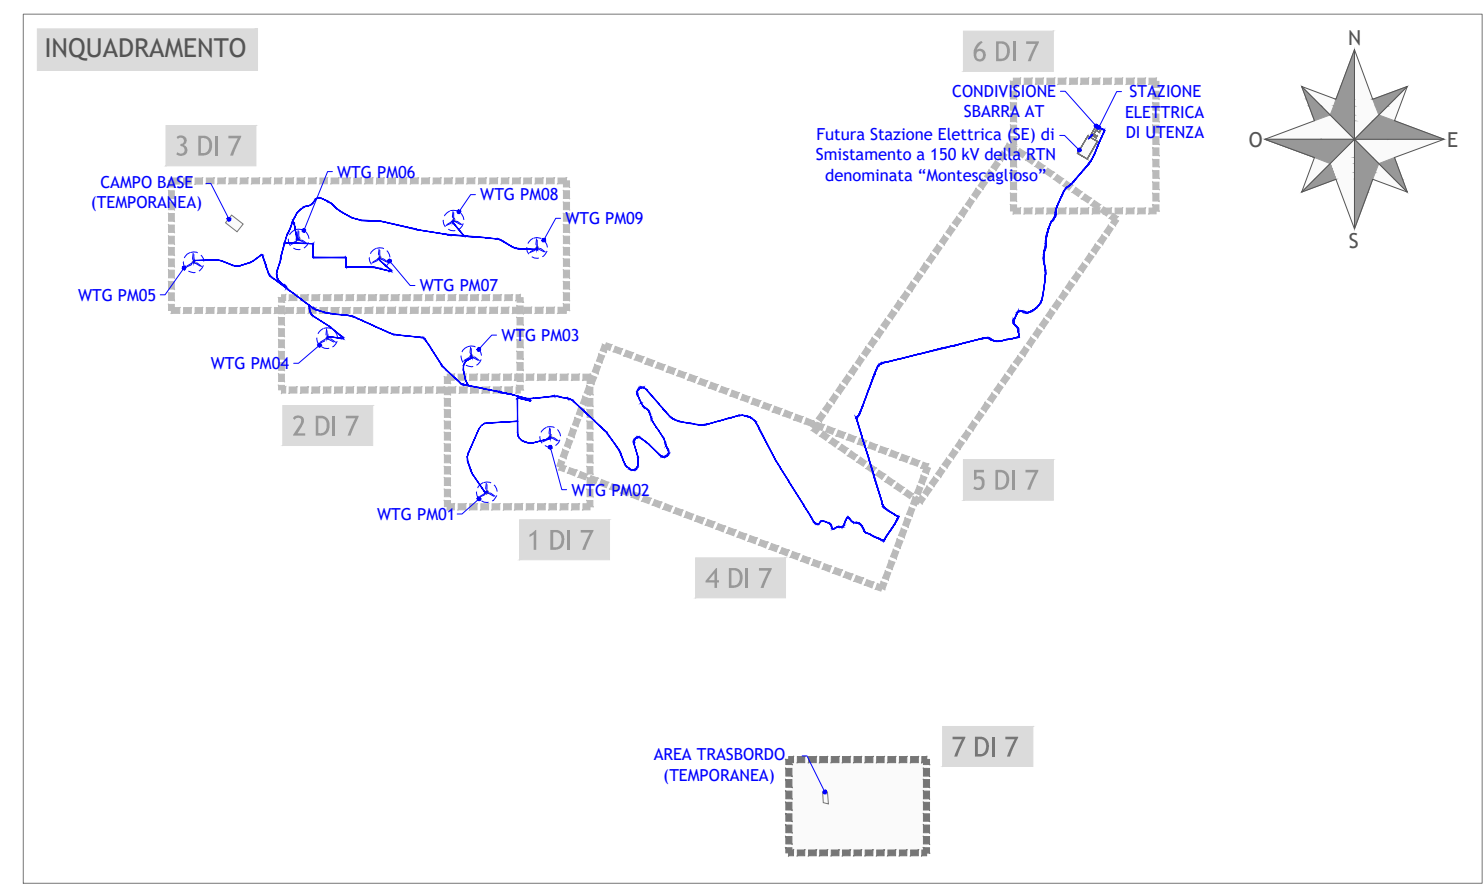 INQUADRAMENTO
N
O
E
S
6 DI 7
CONDIVISIONE
SBARRA AT
STAZIONE
ELETTRICA
DI UTENZA
Futura Stazione Elettrica (SE) di
Smistamento a 150 kV della RTN
denominata “Montescaglioso”
3 DI 7
CAMPO BASE
(TEMPORANEA)
WTG PM06
WTG PM08
WTG PM09
WTG PM05
WTG PM07
WTG PM03
WTG PM04
2 DI 7
WTG PM02
WTG PM01
1 DI 7
5 DI 7
4 DI 7
7 DI 7
AREA TRASBORDO
(TEMPORANEA)